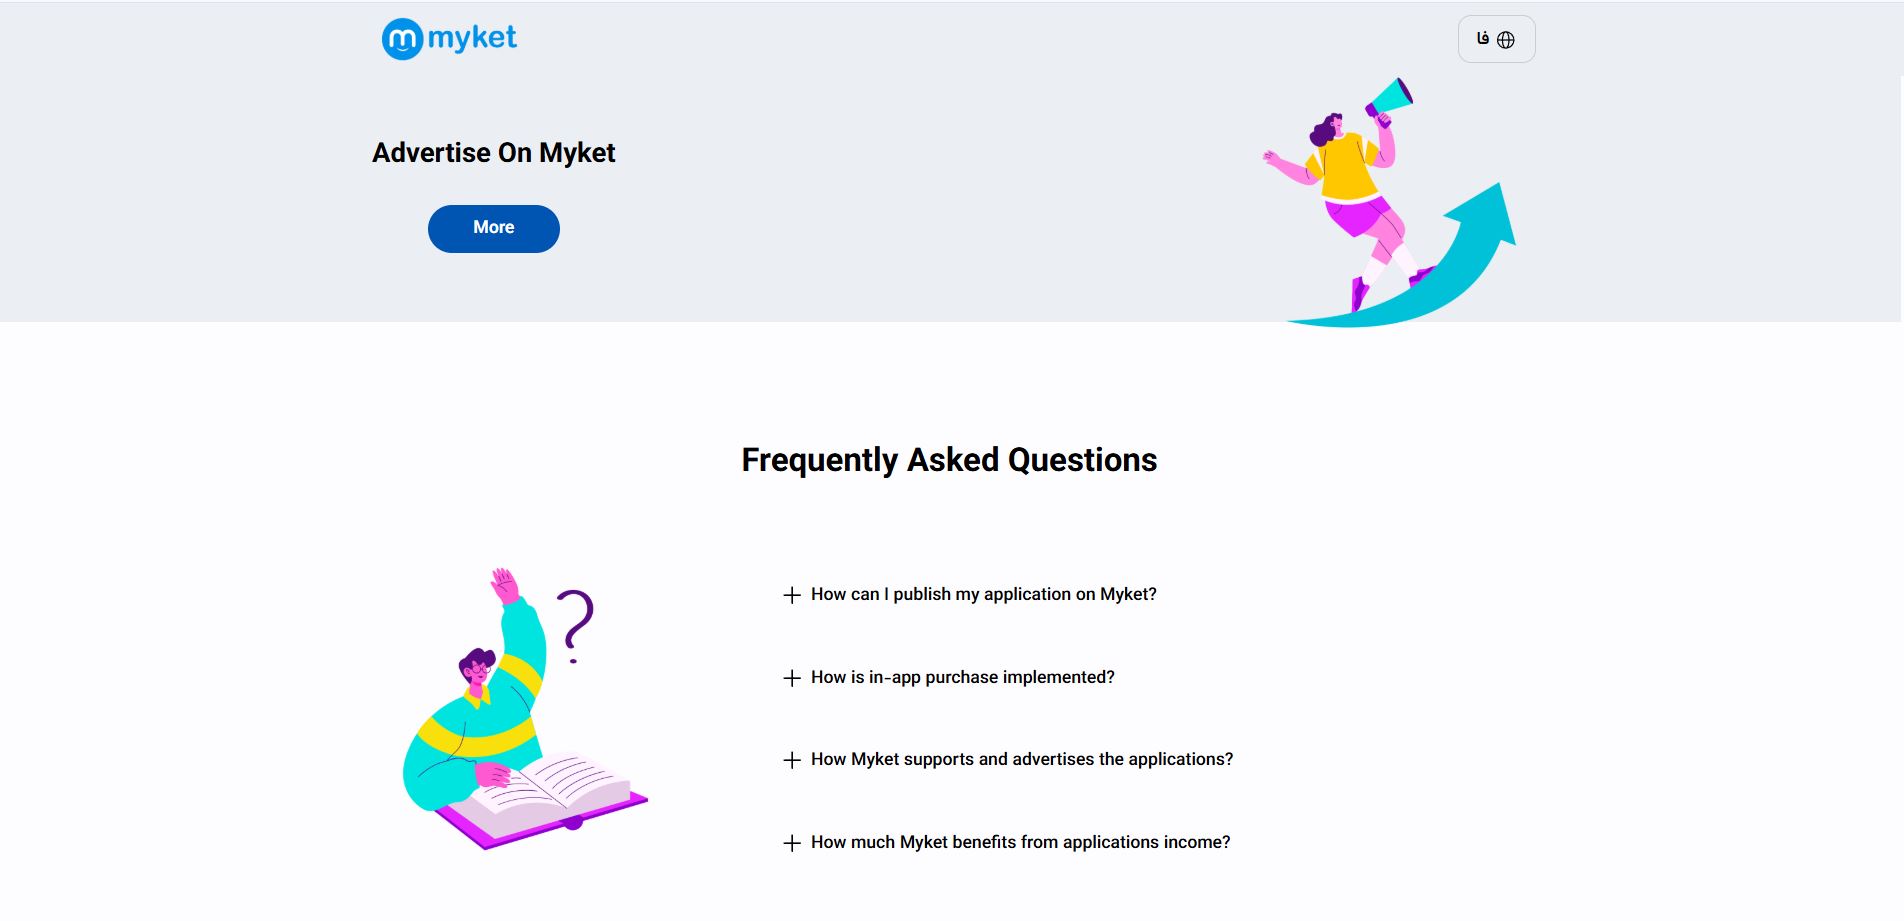 myket
فا
Advertise On Myket
More
Frequently Asked Questions
How can I publish my application on Myket?
How is in-app purchase implemented?
How Myket supports and advertises the applications?
How much Myket benefits from applications income?